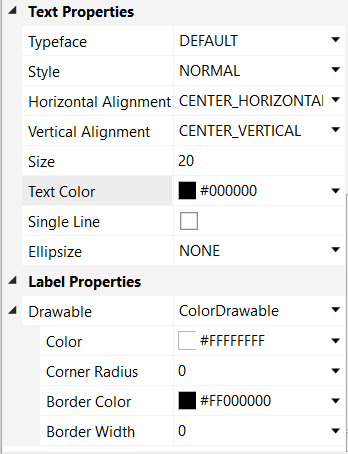 Text Properties
Typeface DEFAULT
Style NORMAL
Horizontal Alignment CENTER_HORIZONTAL
Vertical Alignment CENTER_VERTICAL
Size 20
Text Color #000000
Single Line
Ellipsize NONE
Label Properties
Drawable ColorDrawable
Color #FFFFFFFF
Corner Radius 0
Border Color #FF000000
Border Width 0